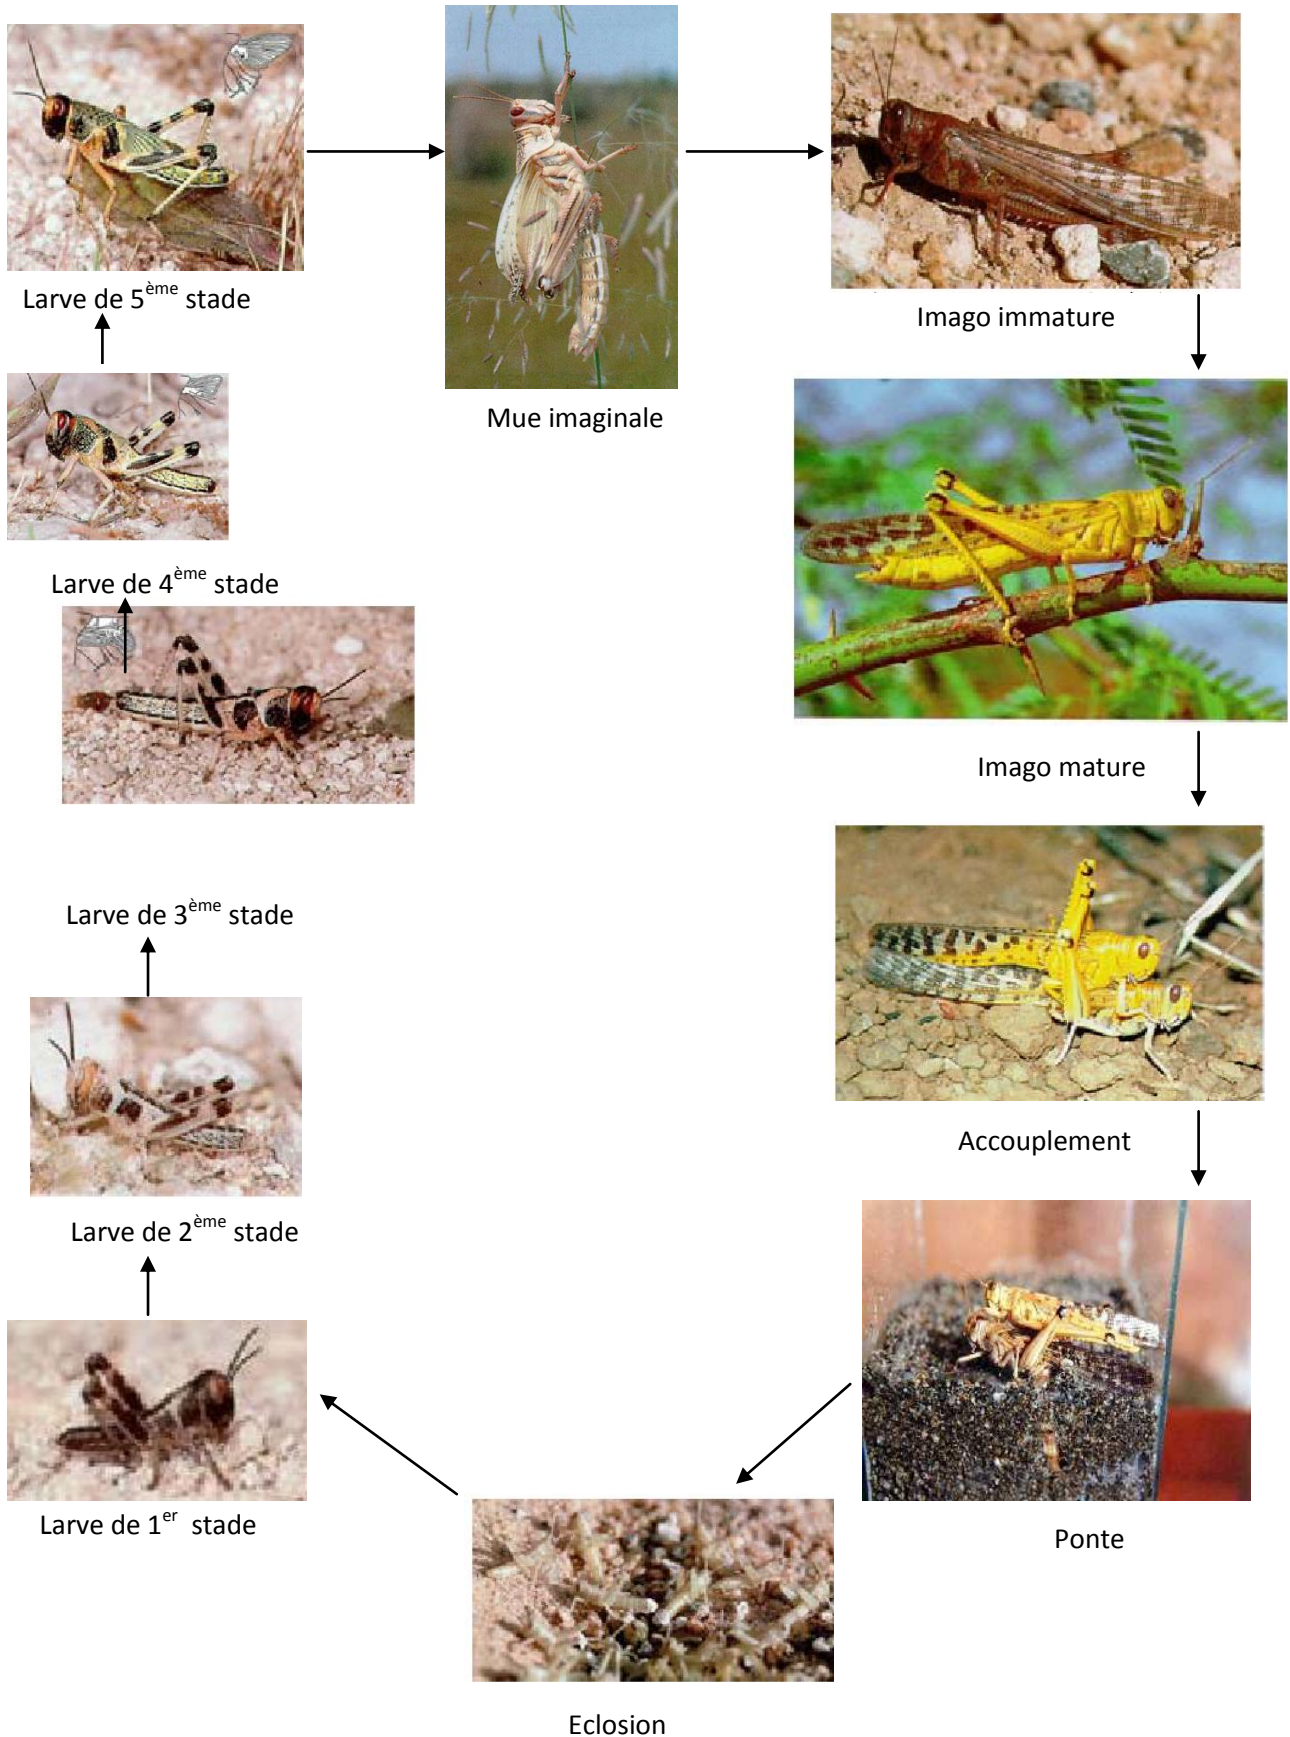 Larve de 5ème stade
Mue imaginale
Imago immature
Larve de 4ème stade
Imago mature
Larve de 3ème stade
Accouplement
Larve de 2ème stade
Larve de 1er stade
Ponte
Eclosion